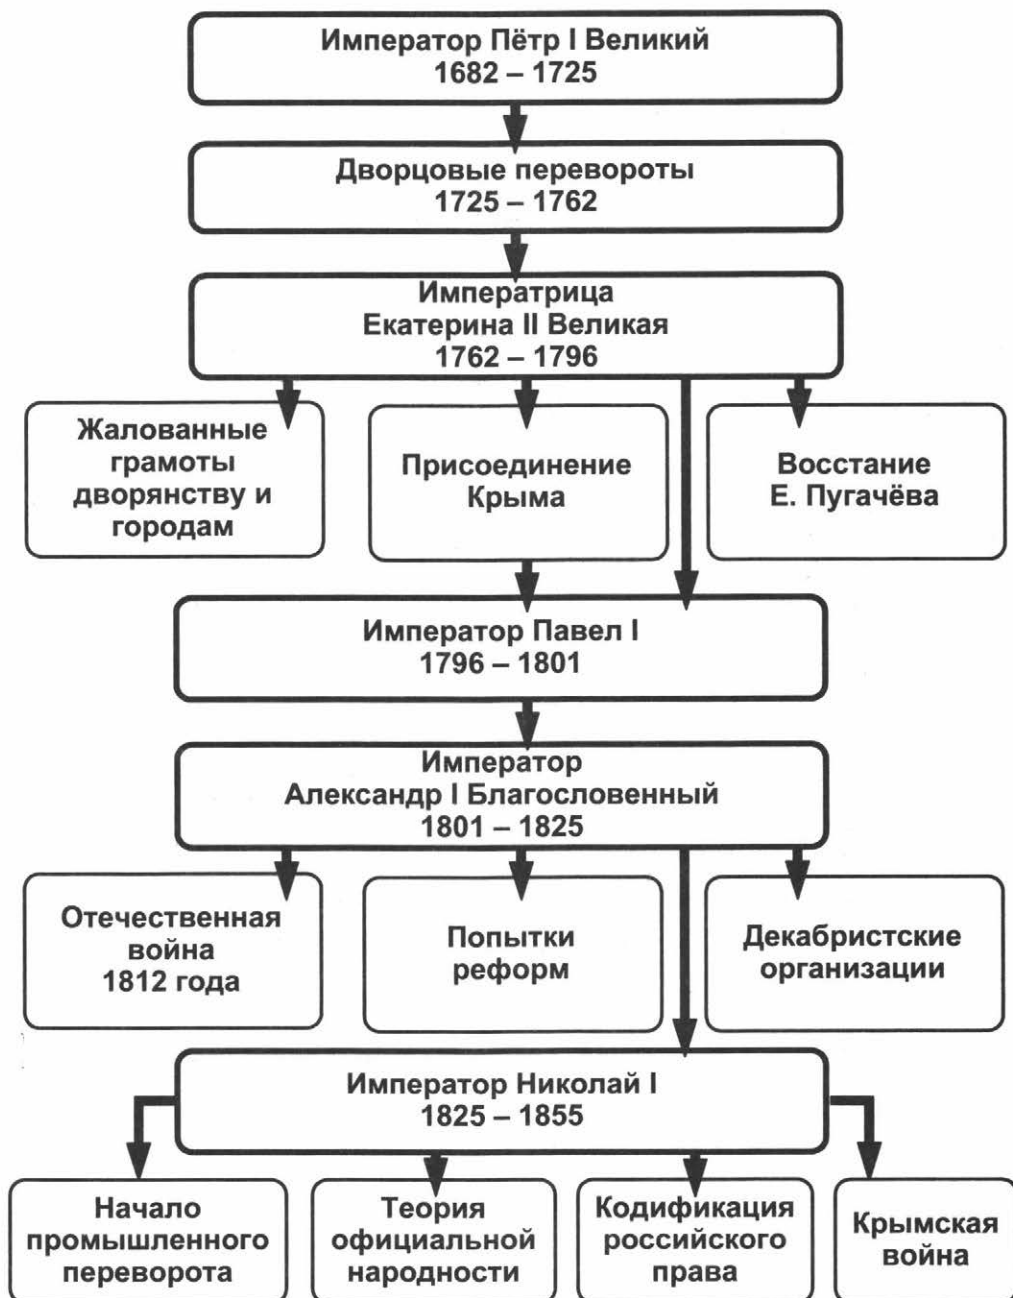 Император Пётр I Великий
1682 – 1725
Дворцовые перевороты
1725 – 1762
Императрица
Екатерина II Великая
1762 – 1796
Жалованные
грамоты
дворянству и
городам
Присоединение
Крыма
Восстание
Е. Пугачёва
Император Павел I
1796 – 1801
Император
Александр I Благословенный
1801 – 1825
Отечественная
война
1812 года
Попытки
реформ
Декабристские
организации
Император Николай I
1825 – 1855
Начало
промышленного
переворота
Теория
официальной
народности
Кодификация
российского
права
Крымская
война